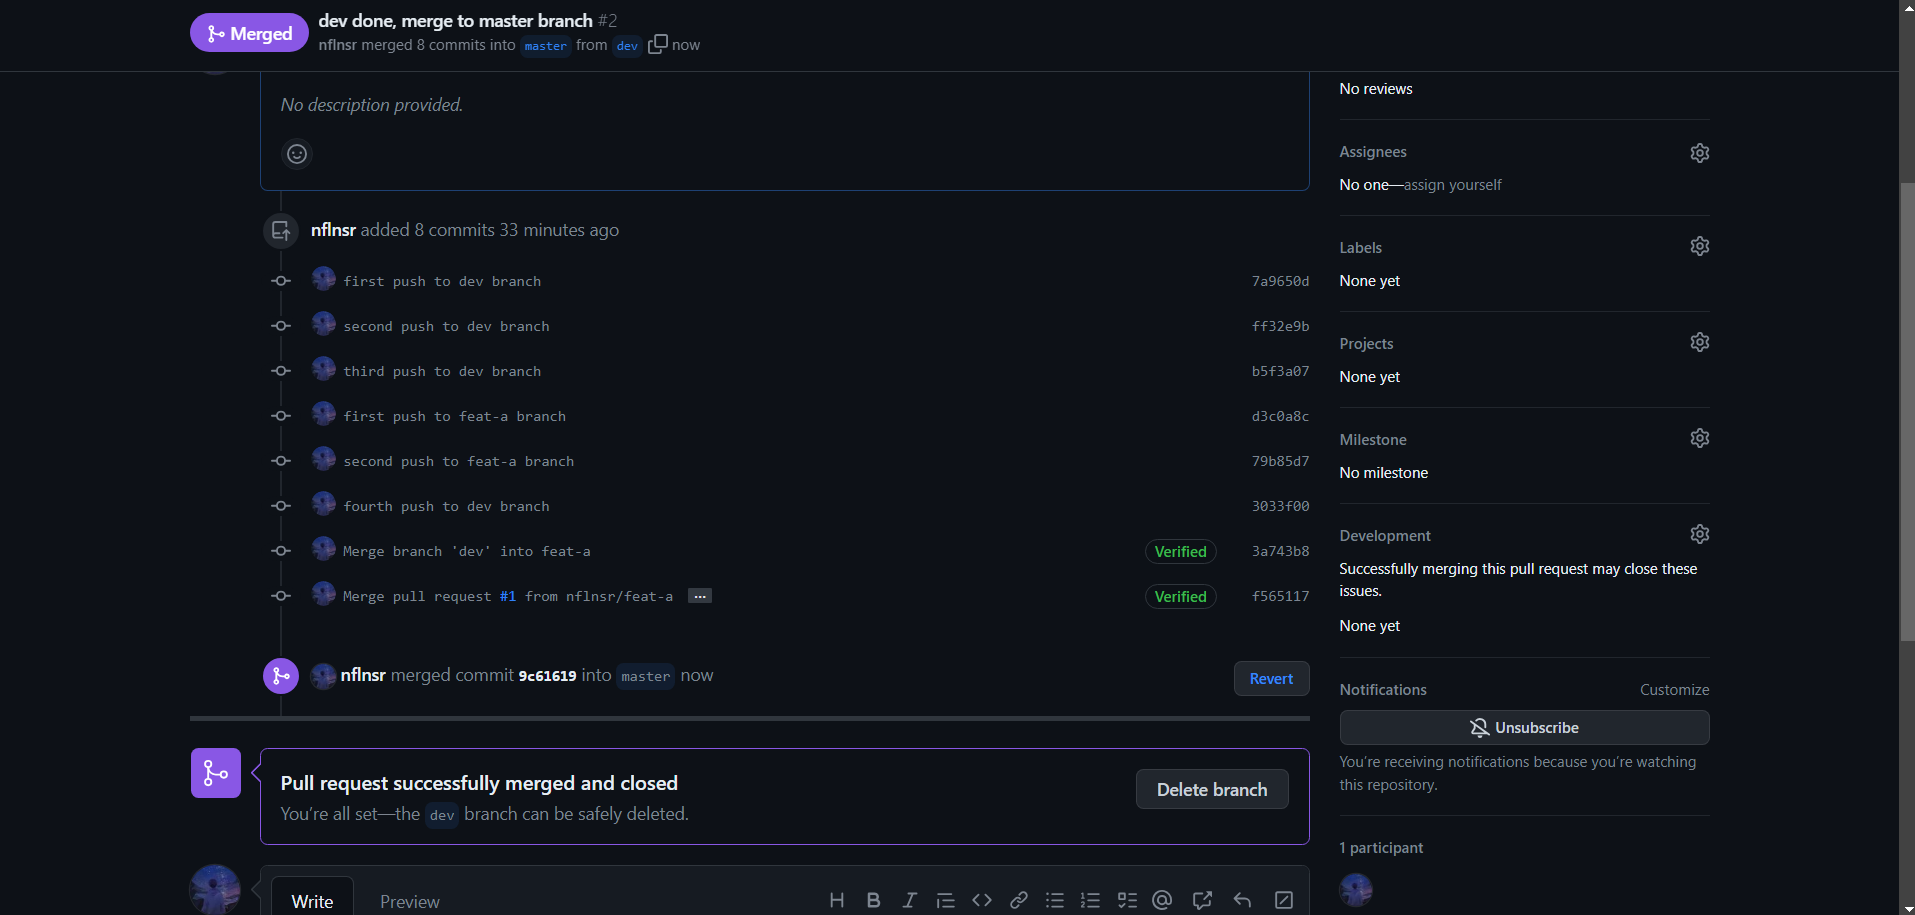 Merged
dev done, merge to master branch #2
nflnsr merged 8 commits into master from dev now
No description provided.
nflnsr added 8 commits 33 minutes ago
first push to dev branch 7a9650d
second push to dev branch ff32e9b
third push to dev branch b5f3a07
first push to feat-a branch d3c0a8c
second push to feat-a branch 79b85d7
fourth push to dev branch 3033f00
Merge branch 'dev' into feat-a Verified 3a743b8
Merge pull request #1 from nflnsr/feat-a ... Verified f565117
nflnsr merged commit 9c61619 into master now Revert
Pull request successfully merged and closed
You're all set—the dev branch can be safely deleted.
Delete branch
Write Preview
No reviews
Assignees
No one—assign yourself
Labels
None yet
Projects
None yet
Milestone
No milestone
Development
Successfully merging this pull request may close these
issues.
None yet
Notifications Customize
Unsubscribe
You're receiving notifications because you're watching
this repository.
1 participant